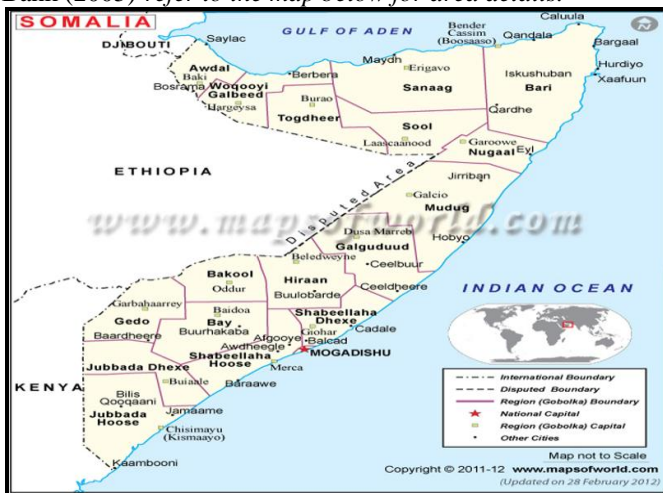 refer to the map below for area details.
SOMALIA
DJIBOUTI
GULF OF ADEN
Saylac
Caluula
Bender
Cassim
(Boosaaso)
Qandala
Bargaal
Hurdiyo
Xaafuun
Awdal
Baki
Bosrama
Woqooyi
Galbeed
Hargeysa
Berbera
Maydh
Erigavo
Sanaag
Iskushuban
Bari
Burao
Togdheer
Qardhe
Sool
Laascaanood
Garoowe
Nugaal
Eyl
ETHIOPIA
Disputed Area
Jirriban
Galcio
Mudug
www.mapsofworld.com
Dusa Marreb
Galguduud
Hobyo
Beledweyne
Ceelbuur
Bakool
Oddur
Hiraan
Buulobarde
Ceeldheere
INDIAN OCEAN
Garbahaarrey
Gedo
Baardheere
Baidoa
Bay
Buurhakaba
Shabeellaha
Dhexe
Giohar
Cadale
Afgooye
Balcad
Awdheegle
MOGADISHU
Jubbada Dhexe
Shabeellaha
Hoose
Merca
KENYA
Buiaale
Baraawe
Bilis
Qooqaani
Jubbada
Hoose
Jamaame
Chisimayu
(Kismaayo)
Kaambooni
International Boundary
Disputed Boundary
Region (Gobolka) Boundary
National Capital
Region (Gobolka) Capital
Other Cities
Map not to Scale
Copyright © 2011-12 www.mapsofworld.com
(Updated on 28 February 2012)